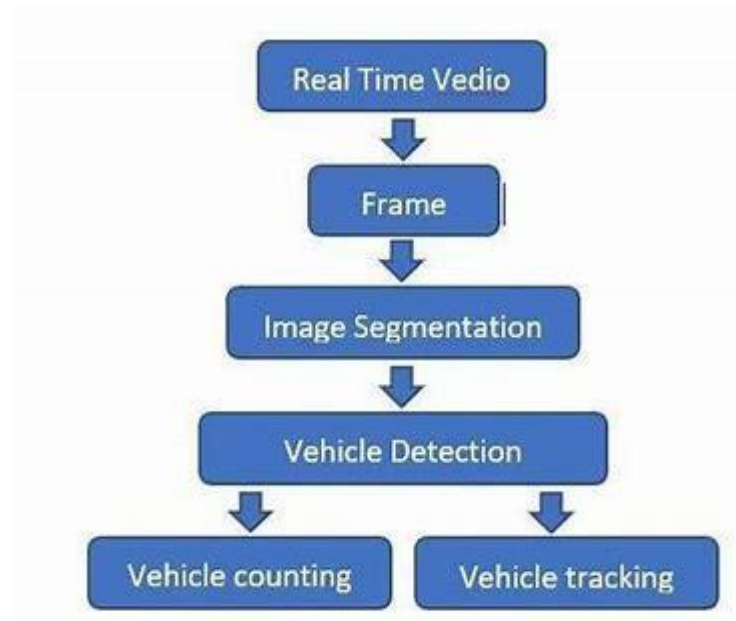 Real Time Vedio
Frame
Image Segmentation
Vehicle Detection
Vehicle counting
Vehicle tracking